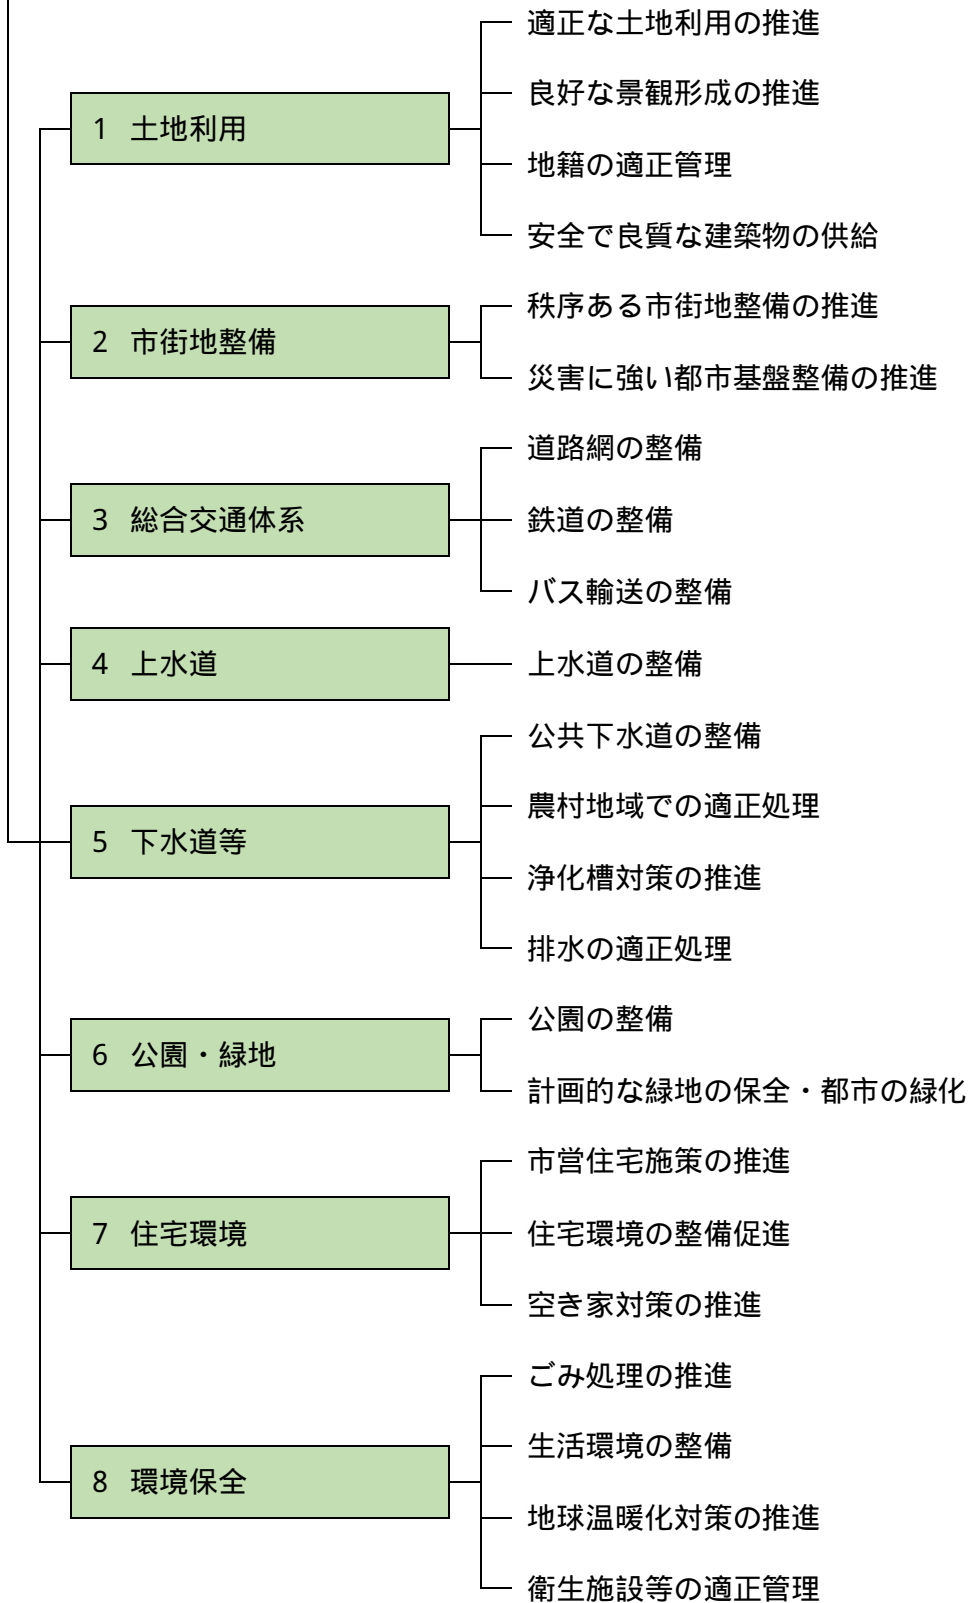 適正な土地利用の推進
良好な景観形成の推進
1 土地利用
地籍の適正管理
安全で良質な建築物の供給
秩序ある市街地整備の推進
2 市街地整備
災害に強い都市基盤整備の推進
道路網の整備
3 総合交通体系
鉄道の整備
バス輸送の整備
4 上水道
上水道の整備
公共下水道の整備
農村地域での適正処理
5 下水道等
浄化槽対策の推進
排水の適正処理
公園の整備
6 公園・緑地
計画的な緑地の保全・都市の緑化
市営住宅施策の推進
7 住宅環境
住宅環境の整備促進
空き家対策の推進
ごみ処理の推進
生活環境の整備
8 環境保全
地球温暖化対策の推進
衛生施設等の適正管理